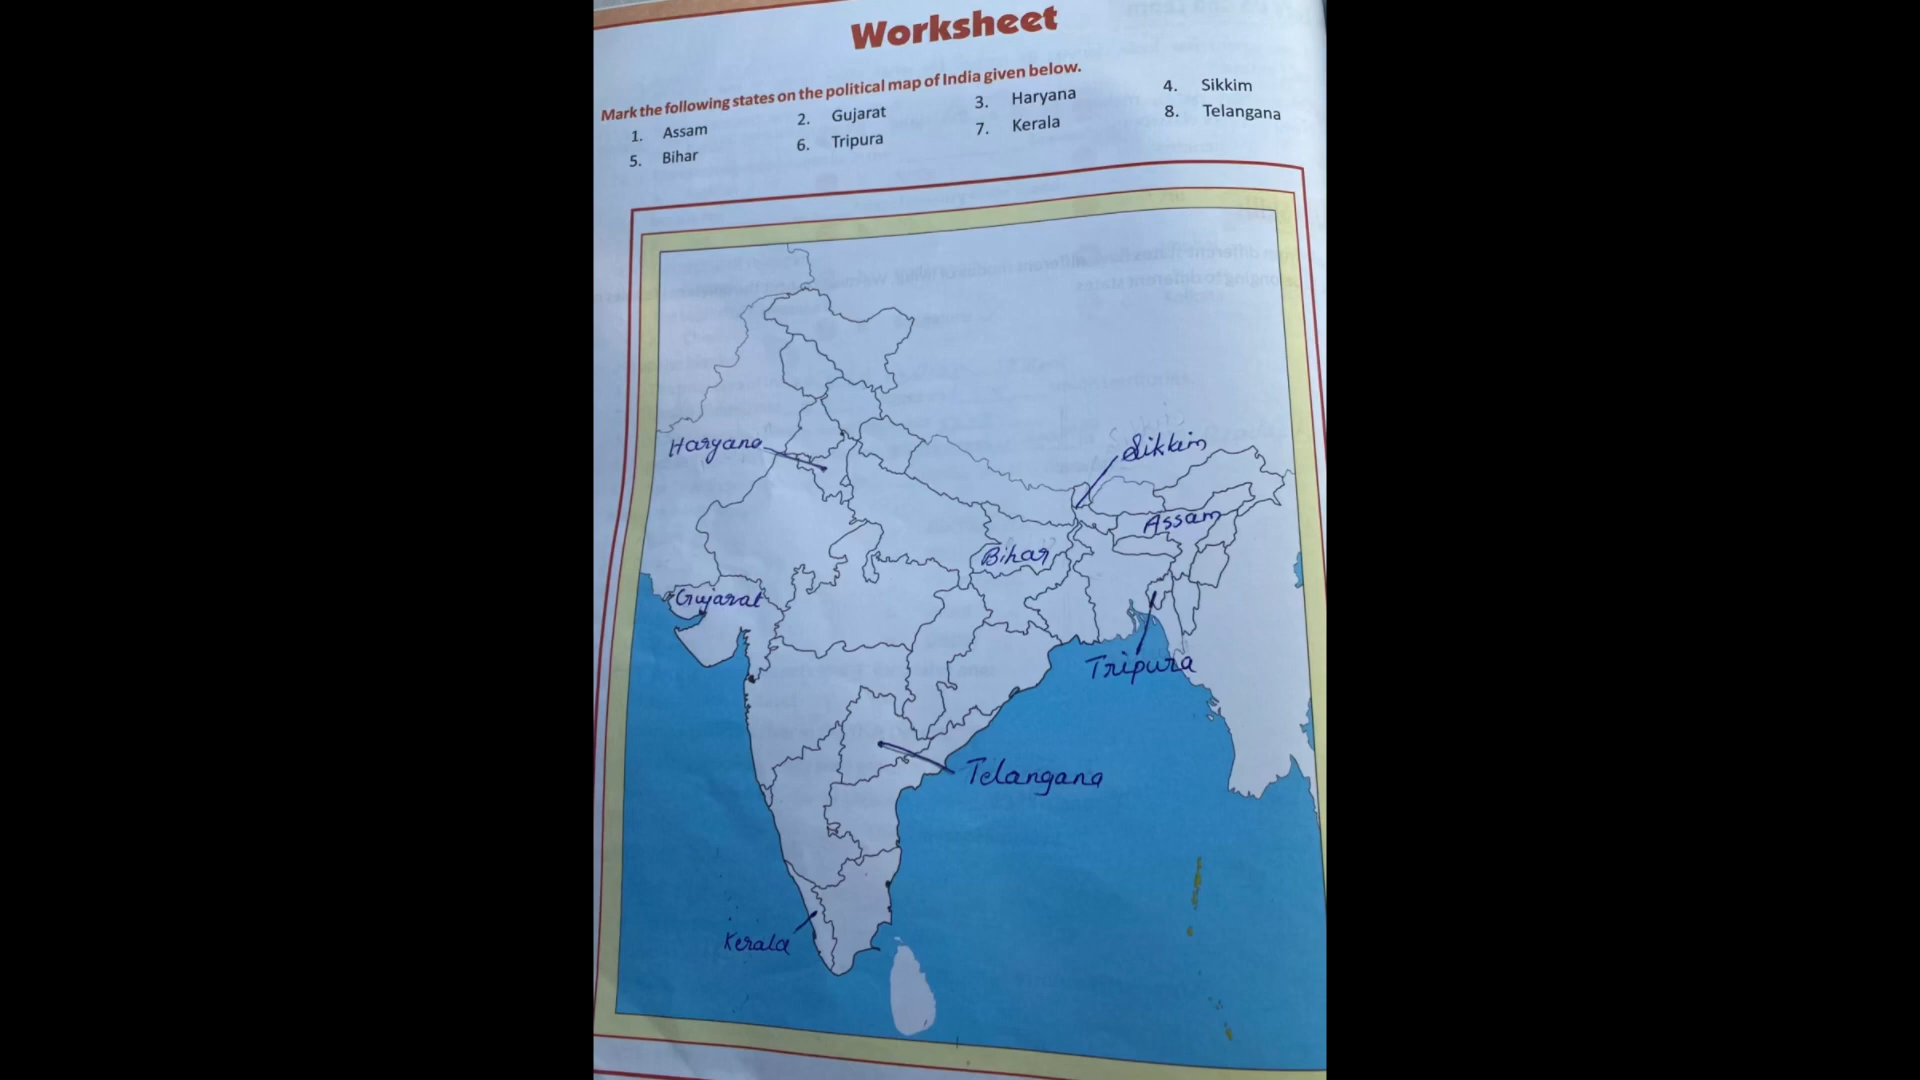 Worksheet
Mark the following states on the political map of India given below.
1. Assam 2. Gujarat 3. Haryana 4. Sikkim
5. Bihar 6. Tripura 7. Kerala 8. Telangana
Haryana
Sikkim
Assam
Bihar
Gujarat
Tripura
Telangana
Kerala